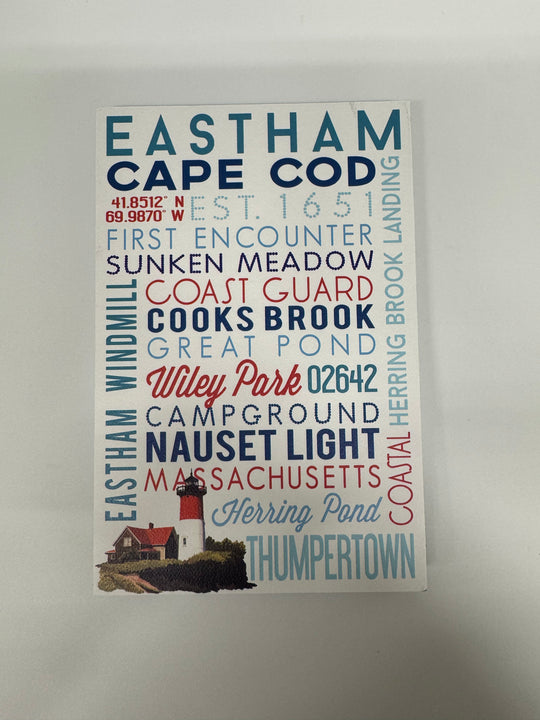 EASTHAM
CAPE COD
41.8512° N
69.9870° W
EST. 1651
FIRST ENCOUNTER
SUNKEN MEADOW
COAST GUARD
COOKS BROOK
GREAT POND
Wiley Park 02642
CAMPGROUND
NAUSET LIGHT
MASSACHUSETTS
Herring Pond
THUMPERTOWN
EASTHAM WINDMILL
COASTAL HERRING BROOK LANDING